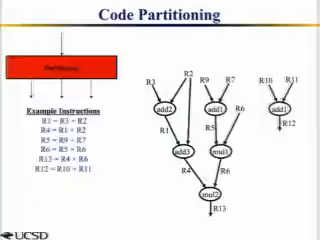 Code Partitioning
Partitioning
Example Instructions
R1 = R3 + R2
R4 = R1 + R2
R5 = R9 + R7
R6 = R5 × R6
R13 = R4 × R6
R12 = R10 + R11
R3
R2
R9
R7
R10
R11
add2
add1
R6
add1
R1
R5
R12
add3
mul1
R4
R6
mul2
R13
UCSD